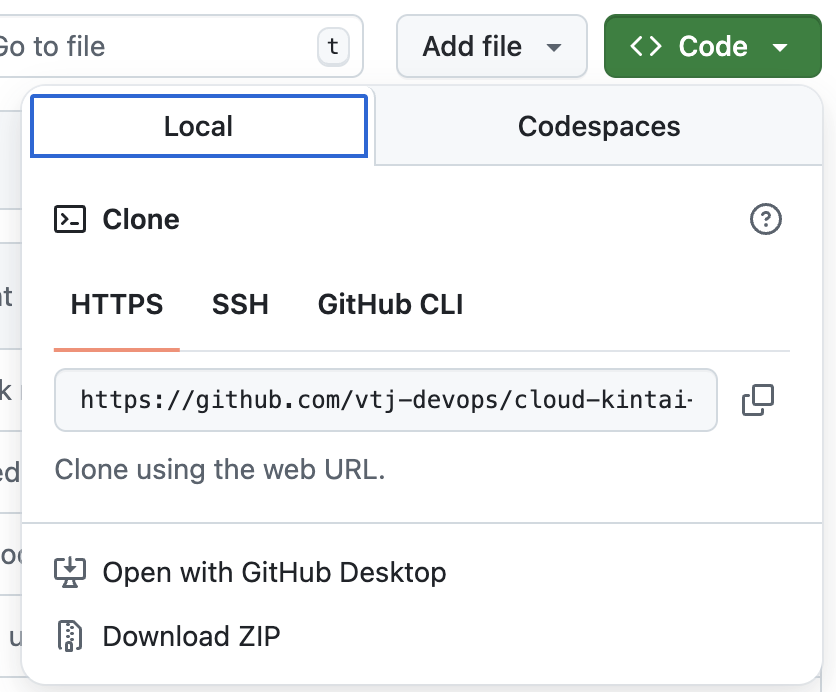 Go to file
t
Add file
Code
Local
Codespaces
Clone
HTTPS
SSH
GitHub CLI
https://github.com/vtj-devops/cloud-kintai-
Clone using the web URL.
Open with GitHub Desktop
Download ZIP